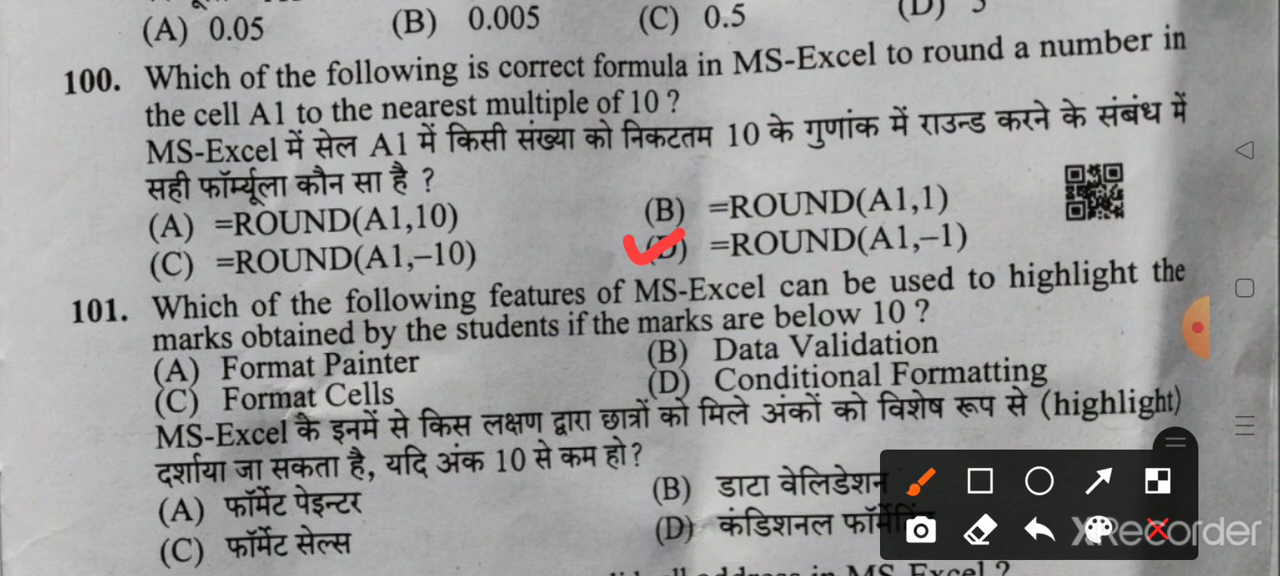 (A) 0.05 (B) 0.005 (C) 0.5 (D) 5
100. Which of the following is correct formula in MS-Excel to round a number in
the cell A1 to the nearest multiple of 10 ?
MS-Excel में सेल A1 में किसी संख्या को निकटतम 10 के गुणांक में राउन्ड करने के संबंध में
सही फॉर्म्यूला कौन सा है ?
(A) =ROUND(A1,10) (B) =ROUND(A1,1)
(C) =ROUND(A1,–10) (D) =ROUND(A1,–1)
101. Which of the following features of MS-Excel can be used to highlight the
marks obtained by the students if the marks are below 10 ?
(A) Format Painter (B) Data Validation
(C) Format Cells (D) Conditional Formatting
MS-Excel के इनमें से किस लक्षण द्वारा छात्रों को मिले अंकों को विशेष रूप से (highlight)
दर्शाया जा सकता है, यदि अंक 10 से कम हो?
(A) फॉर्मेट पेइन्टर (B) डाटा वेलिडेशन
(C) फॉर्मेट सेल्स (D) कंडिशनल फॉर्मेटिंग
XRecorder
address in MS Excel ?